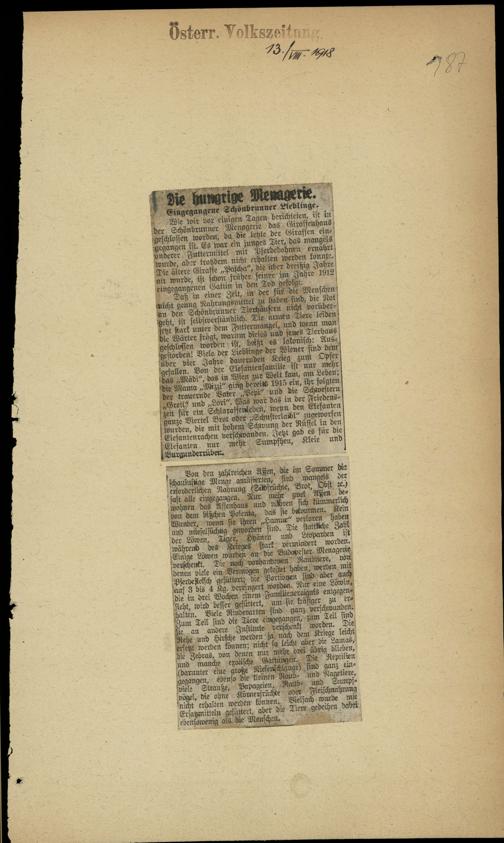 Österr. Volkszeitung.
13./VIII. 1918
787
Die hungrige Menagerie.
Eingegangene Schönbrunner Lieblinge.
Wie wir vor einigen Tagen berichteten, ist in
der Schönbrunner Menagerie das Giraffenhaus
geschlossen worden, da die letzte der Giraffen ein-
gegangen ist. Es war ein junges Tier, das mangels
anderer Futtermittel mit Pferdebohnen ernährt
wurde, aber trotzdem nicht erhalten werden konnte.
Die ältere Giraffe „Pascha", die über dreißig Jahre
alt wurde, ist schon früher seiner im Jahre 1912
eingegangenen Gattin in den Tod gefolgt.
Daß in einer Zeit, in der für die Menschen
nicht genug Nahrungsmittel zu haben sind, die Not
an den Schönbrunner Tierhäusern nicht vorüber-
geht, ist selbstverständlich. Die armen Tiere leiden
jetzt stark unter dem Futtermangel, und wenn man
die Wärter frägt, warum dieses und jenes Tierhaus
geschlossen worden ist, heißt es lakonisch: Aus-
gestorben! Viele der Lieblinge der Wiener sind dem
über vier Jahre dauernden Krieg zum Opfer
gefallen. Von der Elefantenfamilie ist nur mehr
das „Mädi", das in Wien zur Welt kam, am Leben;
die Mama „Mizzi" ging bereits 1915 ein, ihr folgten
der trauernde Vater „Pepi" und die Schwestern
„Gretl" und „Lori". Was war das in der Friedens-
zeit für ein Schlaraffenleben, wenn den Elefanten
ganze Viertel Brot oder „Schusterlaibl" zugeworfen
wurden, die mit hohem Schwung der Rüssel in den
Elefantenrachen verschwanden. Jetzt gab es für die
Elefanten nur mehr Sumpfheu, Kleie und
Burgunderrüben.
Von den zahlreichen Affen, die im Sommer die
schaulustige Menge amüsierten, sind mangels der
erforderlichen Nahrung (Südfrüchte, Brot, Obst etc.)
fast alle eingegangen. Nur mehr zwei Affen be-
wohnen das Affenhaus und nähren sich kümmerlich
von dem bißchen Polenta, das sie bekommen. Kein
Wunder, wenn sie ihren „Humor" verloren haben
und mieselsüchtig geworden sind. Die stattliche Zahl
der Löwen, Tiger, Hyänen und Leoparden ist
während des Krieges stark vermindert worden.
Einige Löwen wurden an die Budapester Menagerie
verschenkt. Die noch vorhandenen Raubtiere, von
denen viele ein Vermögen gekostet haben, werden mit
Pferdefleisch gefüttert; die Portionen sind aber auch
auf 3 bis 4 Kg. verringert worden. Nur eine Löwin,
die in drei Wochen einem Familienereignis entgegen-
sieht, wird besser gefüttert, um sie kräftiger zu er-
halten. Viele Rinderarten sind ganz verschwunden.
Zum Teil sind die Tiere eingegangen, zum Teil sind
sie an andere Institute verschenkt worden. Die
Rehe und Hirsche werden ja nach dem Kriege leicht
ersetzt werden können; nicht so leicht aber die Lamas,
die Zebras, von denen nur mehr zwei übrig blieben,
und manche exotische Gattungen. Die Reptilien
(darunter eine große Riesenschlange) sind ganz ein-
gegangen, ebenso die kleinen Raub- und Nagetiere,
viele Strauße, Papageien, Raub- und Sumpf-
vögel, die ohne Körnerfrüchte oder Fleischnahrung
nicht erhalten werden können. Vielfach wurde mit
Ersatzmitteln gefüttert, aber die Tiere gedeihen dabei
ebensowenig als die Menschen.